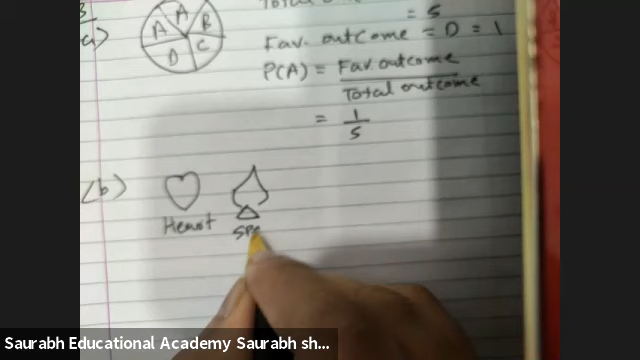 = 5
a)
A A B
D C
Fav. outcome = D = 1
P(A) = Fav. outcome
Total outcome
= 1
5
(b)
Heart
Saurabh Educational Academy Saurabh sh...